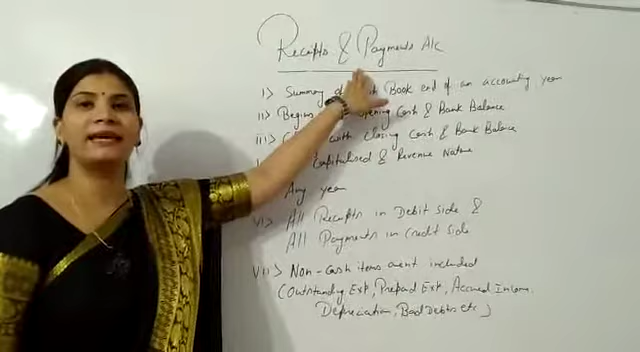 Receipts & Payments A/c
i> Summary of Book end of an accounting year
ii> Begins opening Cash & Bank Balance
iii> with closing Cash & Bank Balance
Capitalised & Revenue Nature
Any year
vi> All Receipts in Debit side &
All Payments in credit side
vii> Non-Cash items arent included
(Outstanding Exp, Prepaid Exp, Accrued Income,
Depreciation, Bad Debts etc)